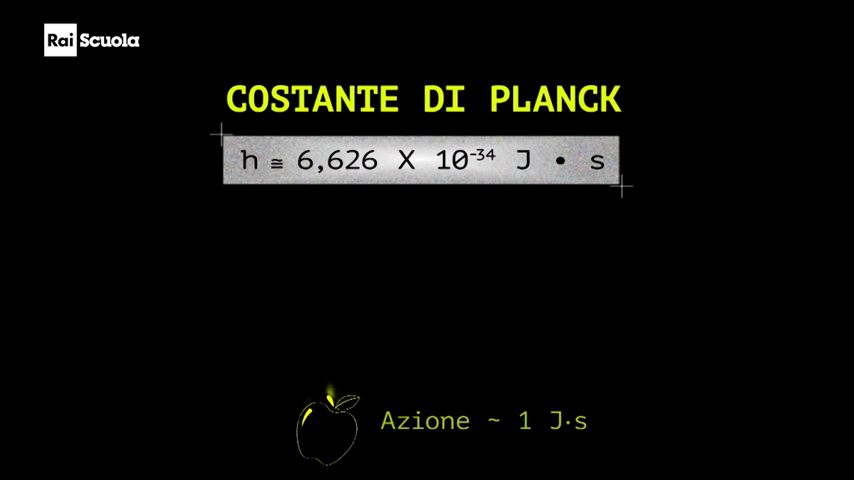 Rai Scuola
COSTANTE DI PLANCK
h ≅ 6,626 X 10⁻³⁴ J • s
Azione ~ 1 J·s